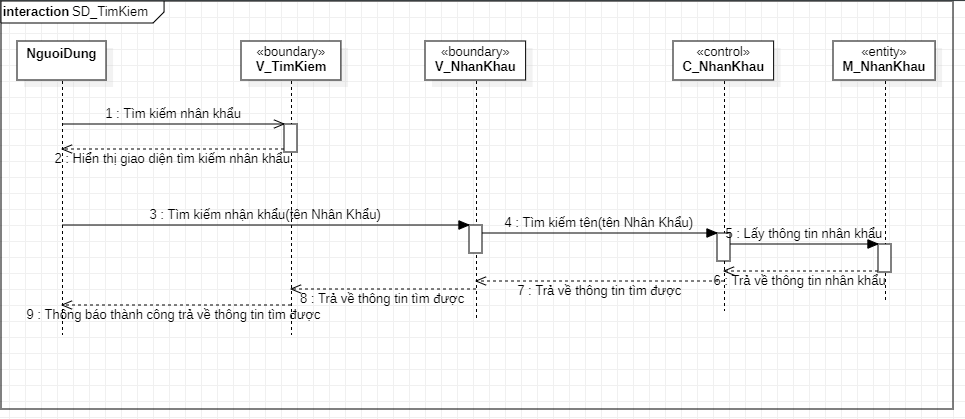 interaction SD_TimKiem
NguoiDung
«boundary»
V_TimKiem
«boundary»
V_NhanKhau
«control»
C_NhanKhau
«entity»
M_NhanKhau
1 : Tìm kiếm nhân khẩu
2 : Hiển thị giao diện tìm kiếm nhân khẩu
3 : Tìm kiếm nhân khẩu(tên Nhân Khẩu)
4 : Tìm kiếm tên(tên Nhân Khẩu)
5 : Lấy thông tin nhân khẩu
6 : Trả về thông tin nhân khẩu
7 : Trả về thông tin tìm được
8 : Trả về thông tin tìm được
9 : Thông báo thành công trả về thông tin tìm được